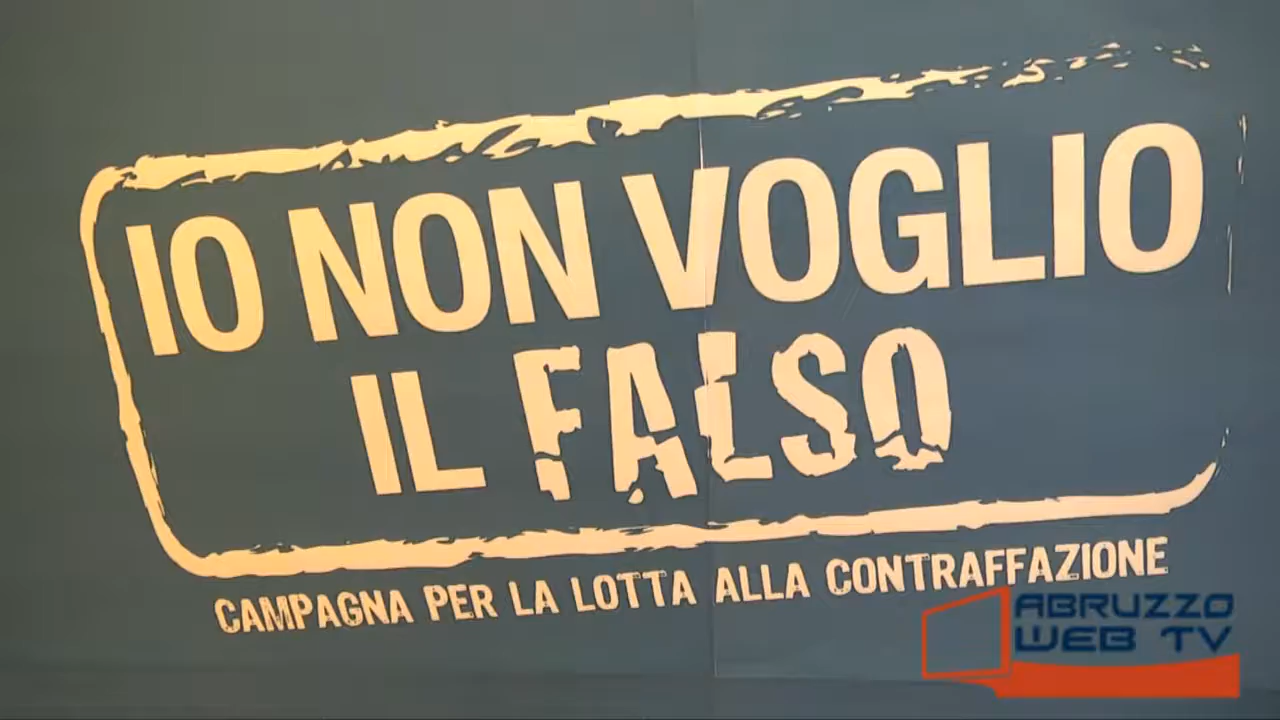 IO NON VOGLIO
IL FALSO
CAMPAGNA PER LA LOTTA ALLA CONTRAFFAZIONE
ABRUZZO
WEB TV